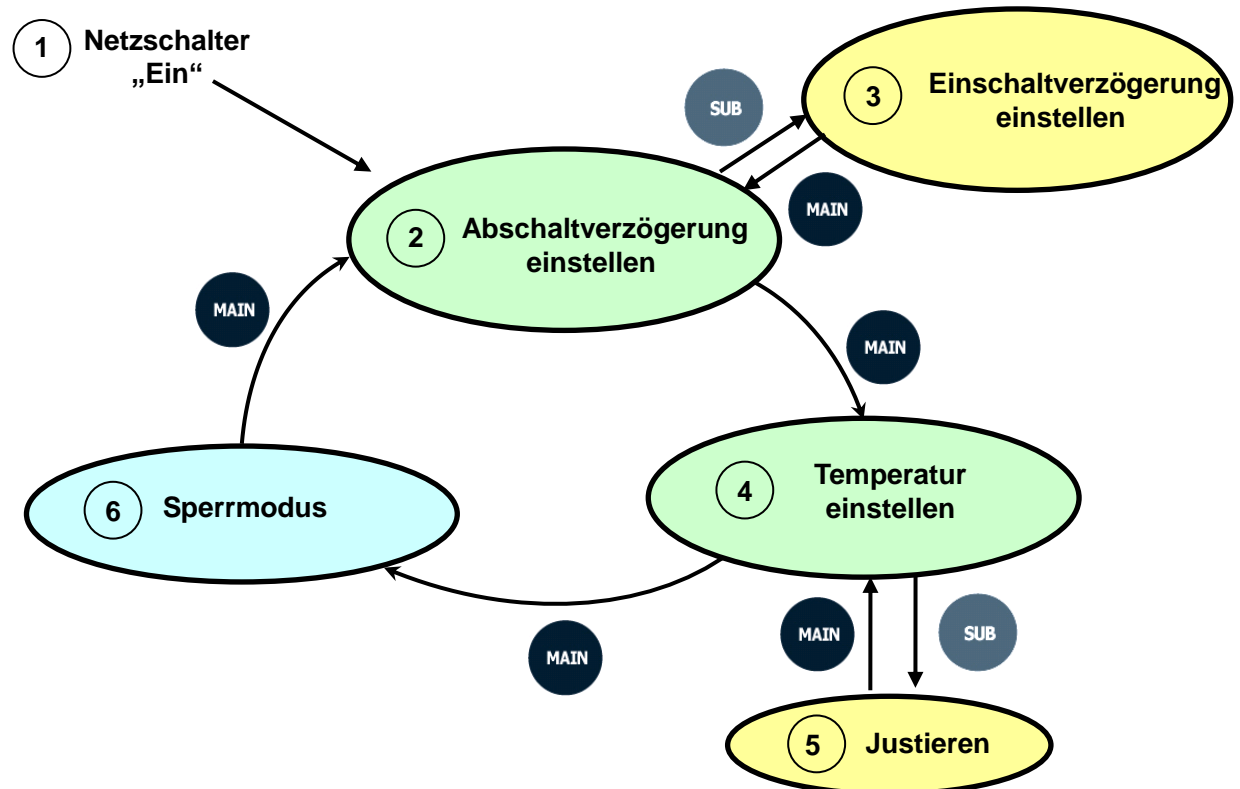 1 Netzschalter
„Ein“
SUB
3 Einschaltverzögerung
einstellen
MAIN
2 Abschaltverzögerung
einstellen
MAIN
MAIN
4 Temperatur
einstellen
6 Sperrmodus
MAIN
MAIN
SUB
5 Justieren